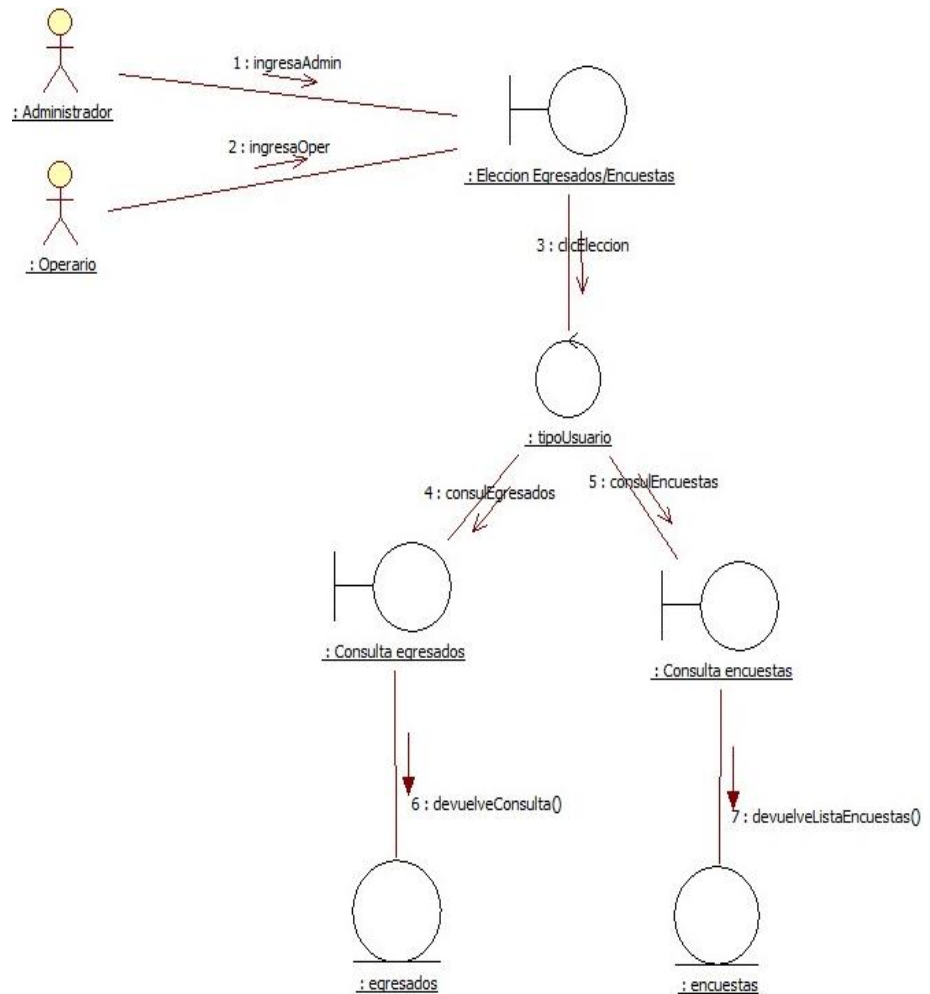 1 : ingresaAdmin
: Administrador
2 : ingresaOper
: Eleccion Egresados/Encuestas
: Operario
3 : clicEleccion
: tipoUsuario
4 : consulEgresados
5 : consulEncuestas
: Consulta egresados
: Consulta encuestas
6 : devuelveConsulta()
7 : devuelveListaEncuestas()
: egresados
: encuestas